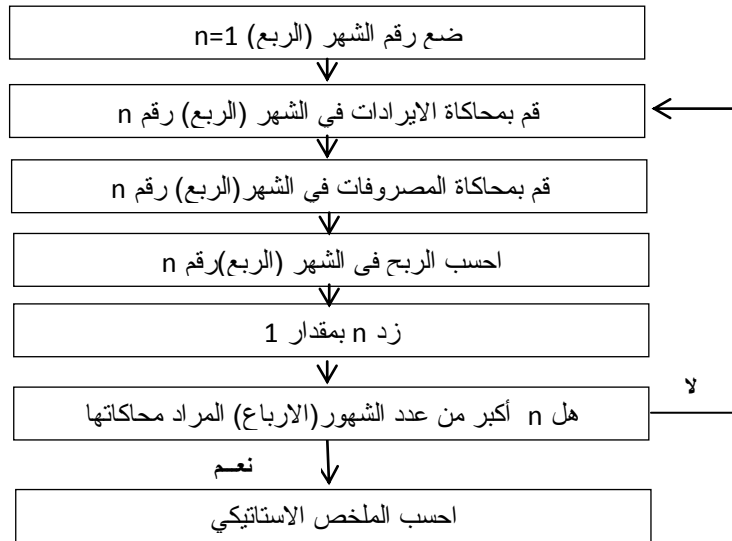 ضع رقم الشهر (الربع) n=1
قم بمحاكاة الايرادات في الشهر (الربع) رقم n
قم بمحاكاة المصروفات في الشهر(الربع) رقم n
احسب الربح فى الشهر (الربع)رقم n
زد n بمقدار 1
هل n أكبر من عدد الشهور(الارباع) المراد محاكاتها
لا
نعـم
احسب الملخص الاستاتيكي